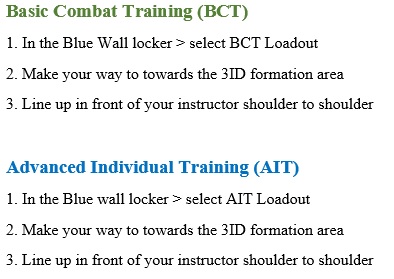 Basic Combat Training (BCT)
1. In the Blue Wall locker > select BCT Loadout
2. Make your way to towards the 3ID formation area
3. Line up in front of your instructor shoulder to shoulder
Advanced Individual Training (AIT)
1. In the Blue wall locker > select AIT Loadout
2. Make your way to towards the 3ID formation area
3. Line up in front of your instructor shoulder to shoulder